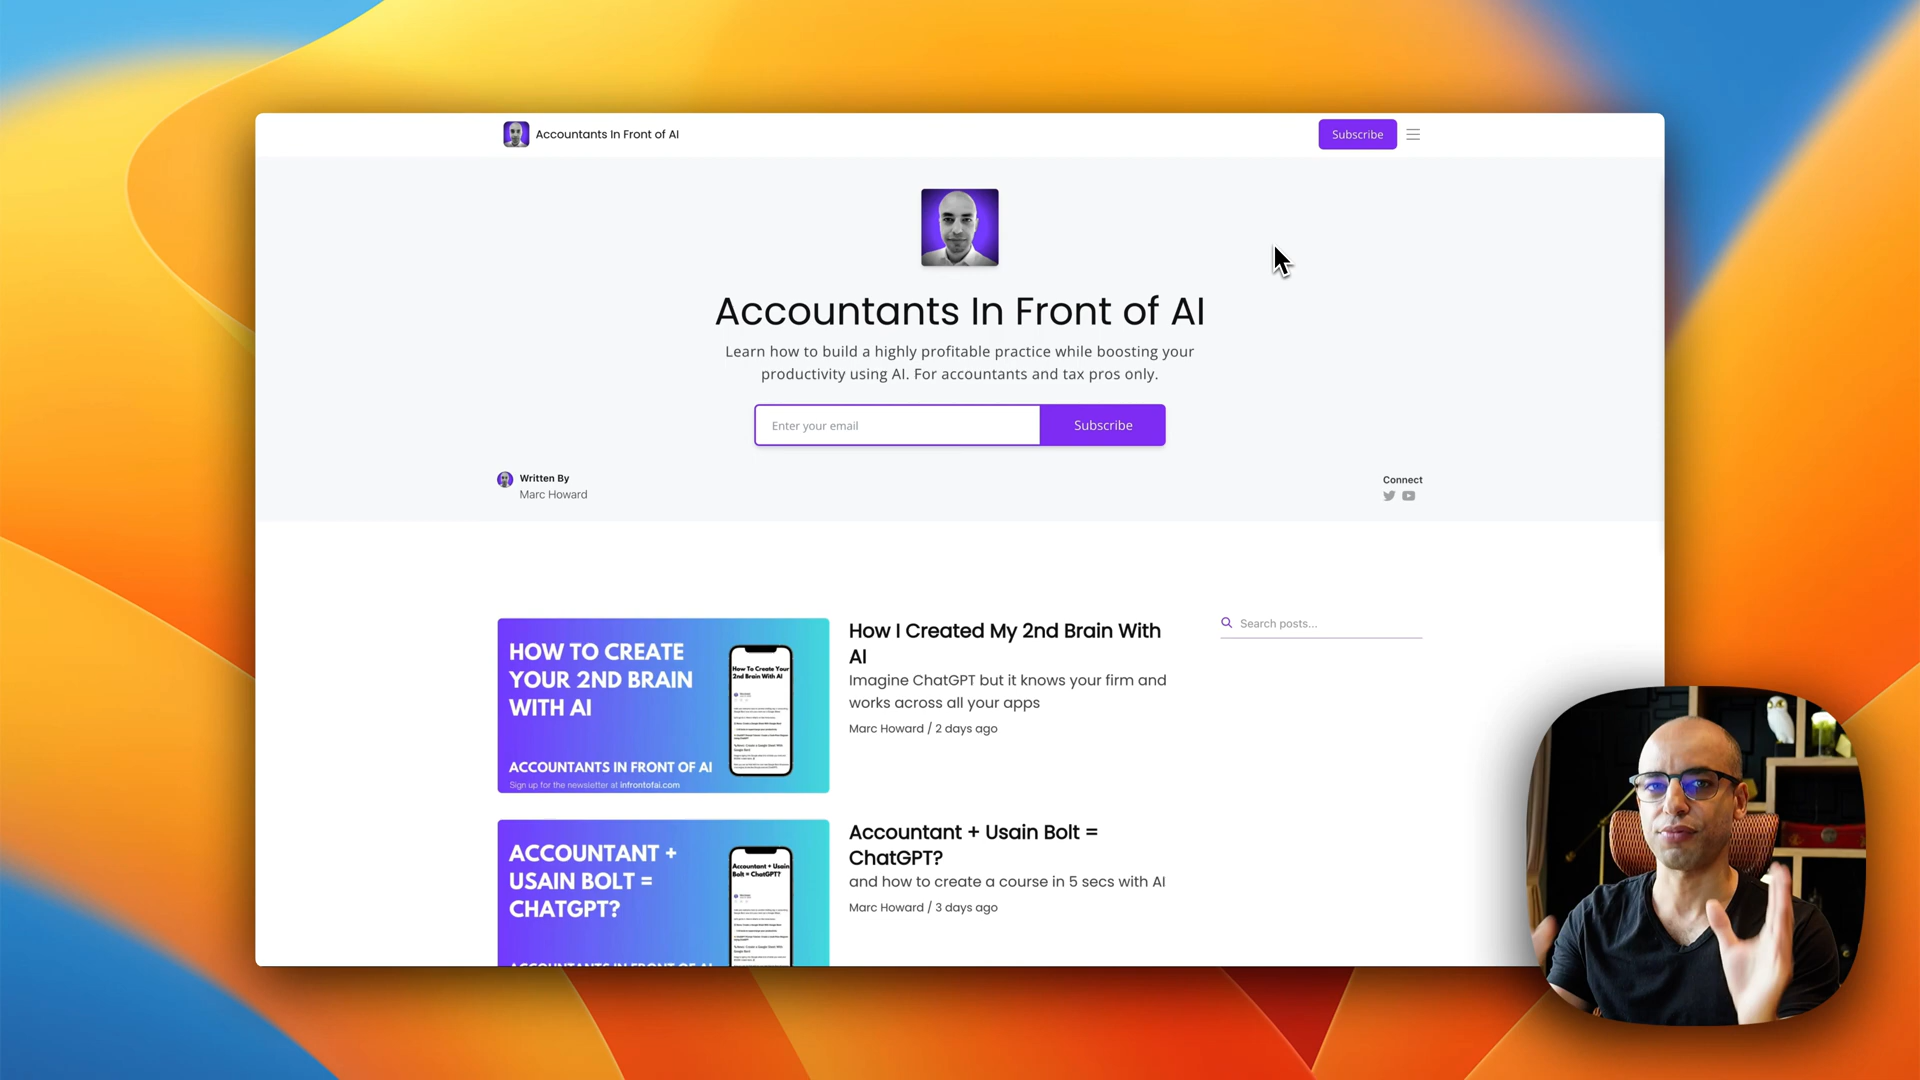 Accountants In Front of AI
Subscribe
Accountants In Front of AI
Learn how to build a highly profitable practice while boosting your
productivity using AI. For accountants and tax pros only.
Enter your email
Subscribe
Written By
Marc Howard
Connect
HOW TO CREATE
YOUR 2ND BRAIN
WITH AI
ACCOUNTANTS IN FRONT OF AI
Sign up for the newsletter at infrontofai.com
How To Create Your
2nd Brain With AI
How I Created My 2nd Brain With
AI
Imagine ChatGPT but it knows your firm and
works across all your apps
Marc Howard / 2 days ago
Search posts...
ACCOUNTANT +
USAIN BOLT =
CHATGPT?
ACCOUNTANTS IN FRONT OF AI
Accountant + Usain
Bolt = ChatGPT?
Accountant + Usain Bolt =
ChatGPT?
and how to create a course in 5 secs with AI
Marc Howard / 3 days ago